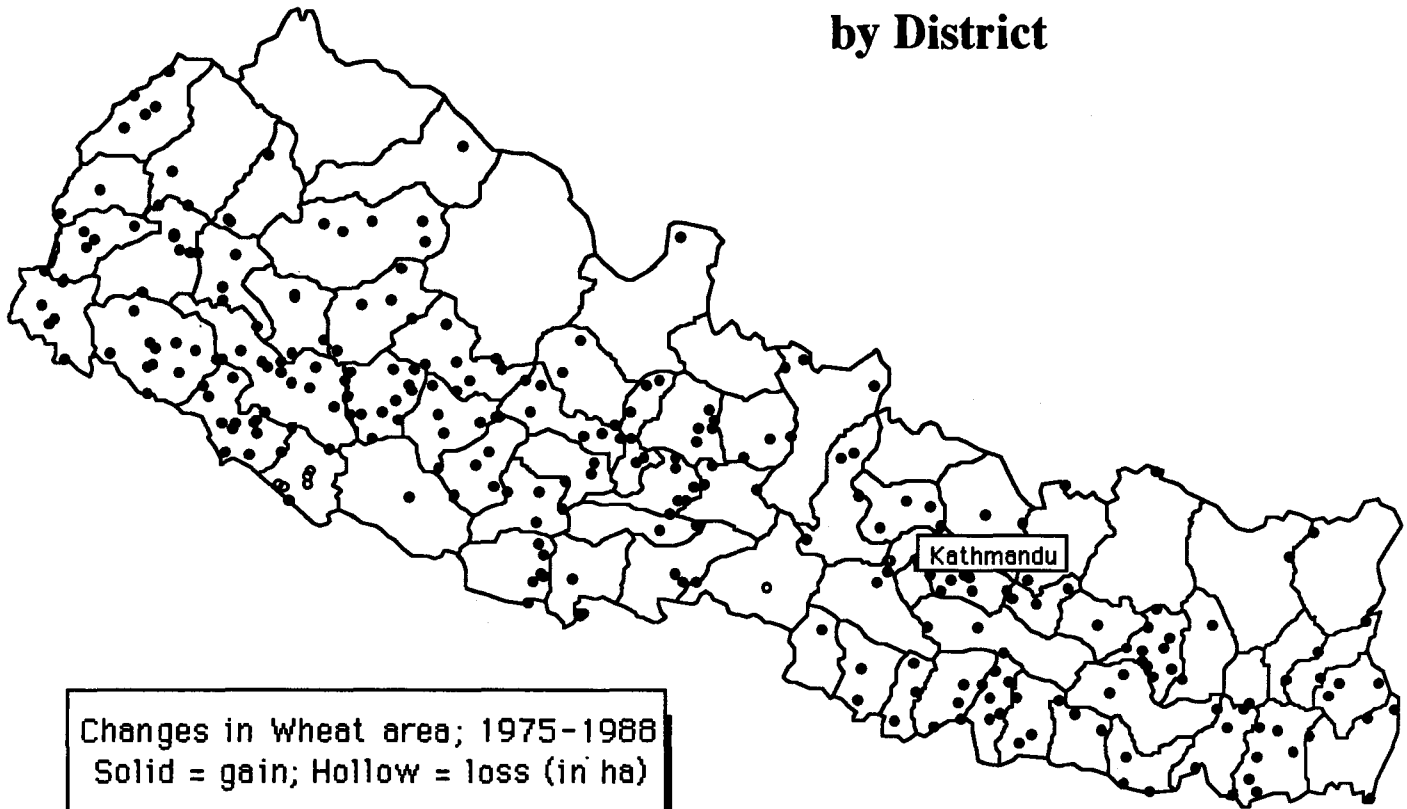 by District
Kathmandu
Changes in Wheat area; 1975-1988
Solid = gain; Hollow = loss (in ha)